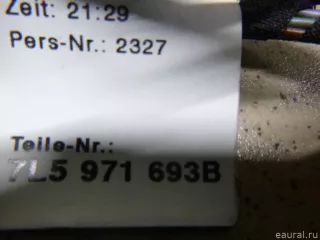 Zeit: 21:29
Pers-Nr.: 2327
Teile-Nr.:
7L5 971 693B
eaural.ru